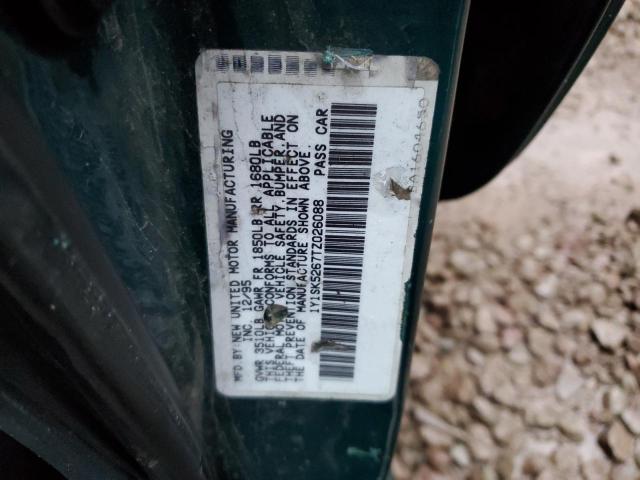 MFD BY NEW UNITED MOTOR MANUFACTURING
INC 12/95
GVWR 3510LB GAWR FR 1850LB RR 1880LB
THIS VEHICLE CONFORMS TO ALL APPLICABLE
FEDERAL MOTOR VEHICLE SAFETY, BUMPER, AND
THEFT PREVENTION STANDARDS IN EFFECT ON
THE DATE OF MANUFACTURE SHOWN ABOVE.
1Y1SK5267TZ026088 PASS CAR